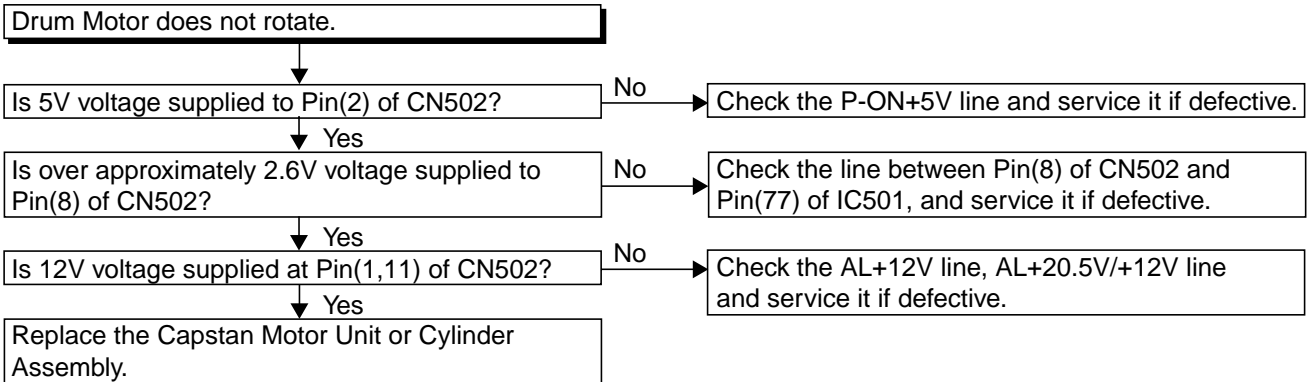 Drum Motor does not rotate.
Is 5V voltage supplied to Pin(2) of CN502?
No
Check the P-ON+5V line and service it if defective.
Yes
Is over approximately 2.6V voltage supplied to
Pin(8) of CN502?
No
Check the line between Pin(8) of CN502 and
Pin(77) of IC501, and service it if defective.
Yes
Is 12V voltage supplied at Pin(1,11) of CN502?
No
Check the AL+12V line, AL+20.5V/+12V line
and service it if defective.
Yes
Replace the Capstan Motor Unit or Cylinder
Assembly.